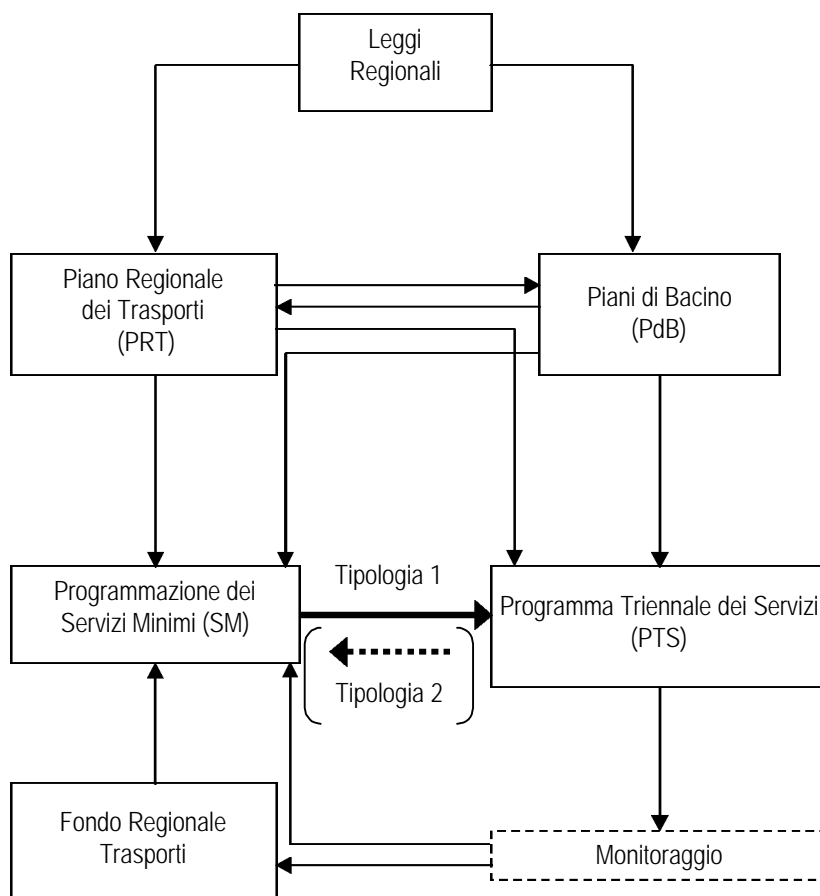 Leggi
Regionali
Piano Regionale
dei Trasporti
(PRT)
Piani di Bacino
(PdB)
Tipologia 1
Programmazione dei
Servizi Minimi (SM)
Programma Triennale dei Servizi
(PTS)
Tipologia 2
Fondo Regionale
Trasporti
Monitoraggio